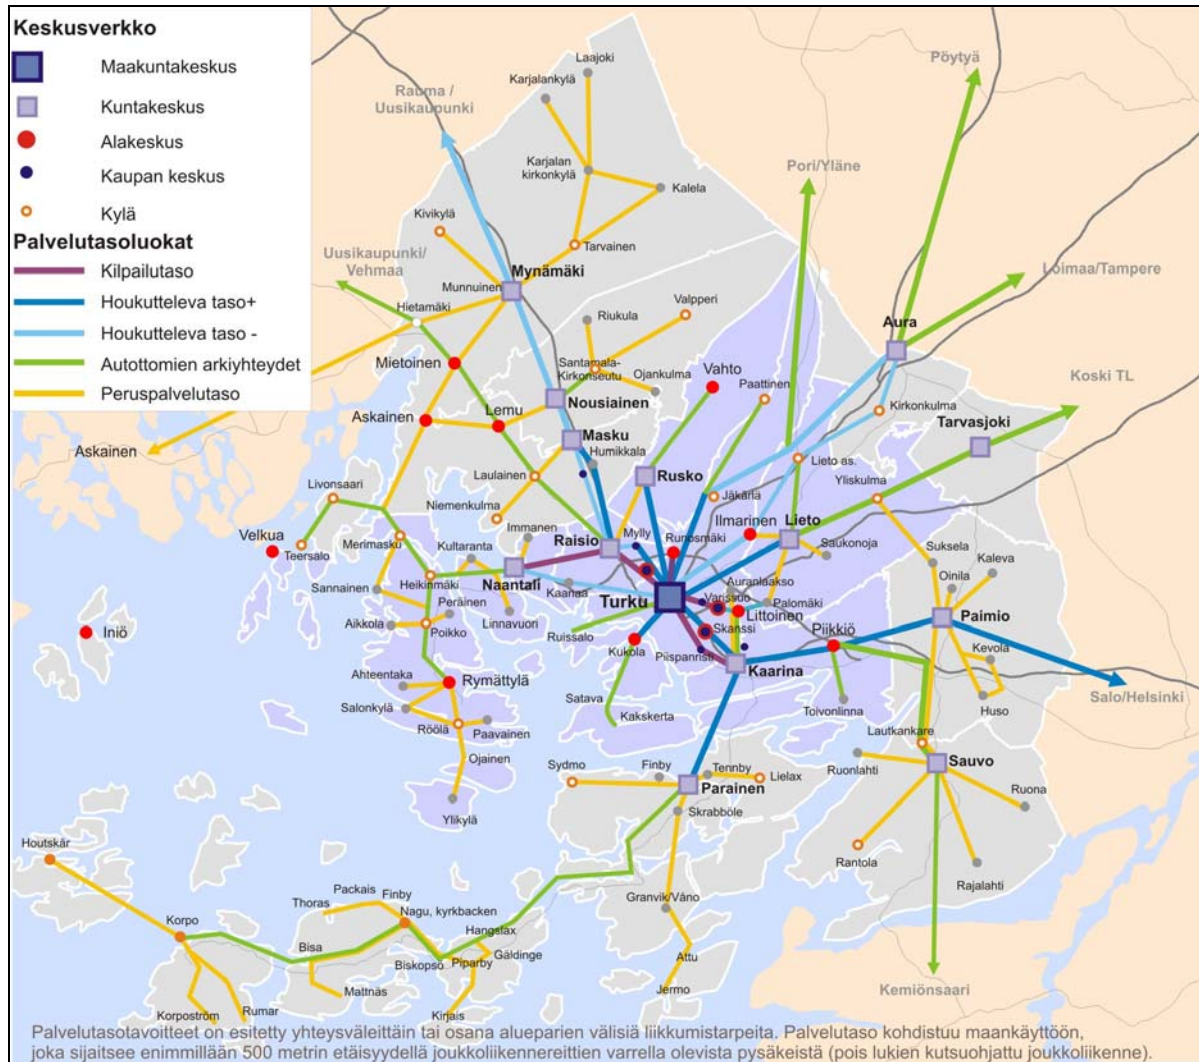 Keskusverkko
Maakuntakeskus
Kuntakeskus
Alakeskus
Kaupan keskus
Kylä
Palvelutasoluokat
Kilpailutaso
Houkutteleva taso+
Houkutteleva taso -
Autottomien arkiyhteydet
Peruspalvelutaso
Laajoki
Karjalankylä
Pöytyä
Rauma /
Uusikaupunki
Karjalan
kirkonkylä
Kalela
Pori/Yläne
Kivikylä
Tarvainen
Uusikaupunki/
Vehmaa
Mynämäki
Loimaa/Tampere
Munnuinen
Hietamäki
Riukula
Valpperi
Aura
Mietoinen
Santamala-
Kirkonseutu
Ojankulma
Vahto
Paattinen
Koski TL
Nousiainen
Kirkonkulma
Askainen
Lemu
Tarvasjoki
Masku
Humikkala
Askainen
Lieto as.
Laulainen
Rusko
Yliskulma
Livonsaari
Niemenkulma
Jäkärlä
Ilmarinen
Lieto
Immanen
Mylly
Runosmäki
Velkua
Teersalo
Merimasku
Kultaranta
Raisio
Saukonoja
Suksela
Kaleva
Oinila
Naantali
Heikinmäki
Sannainen
Kanaa
Auranlaakso
Turku
Varissuo
Palomäki
Peräinen
Littoinen
Paimio
Iniö
Aikkola
Poikko
Linnavuori
Ruissalo
Skanssi
Piikkiö
Kukola
Piispanristi
Kevola
Ahteentaka
Rymättylä
Kaarina
Salo/Helsinki
Satava
Toivonlinna
Huso
Salonkylä
Kakskerta
Röölä
Paavainen
Lautkankare
Ojainen
Sydmo
Finby
Tennby
Lielax
Ruonlahti
Sauvo
Parainen
Ruona
Ylikylä
Skrabböle
Houtskär
Rantola
Rajalahti
Packais
Finby
Thoras
Granvik/Våno
Nagu, kyrkbacken
Korpo
Hangslax
Bisa
Gäldinge
Biskopsö
Piparby
Attu
Mattnäs
Jermo
Kemiönsaari
Korpoström
Rumar
Kirjais
Palvelutasotavoitteet on esitetty yhteysväleittäin tai osana alueparien välisiä liikkumistarpeita. Palvelutaso kohdistuu maankäyttöön,
joka sijaitsee enimmillään 500 metrin etäisyydellä joukkoliikennereittien varrella olevista pysäkeistä (pois lukien kutsuohjattu joukkoliikenne).